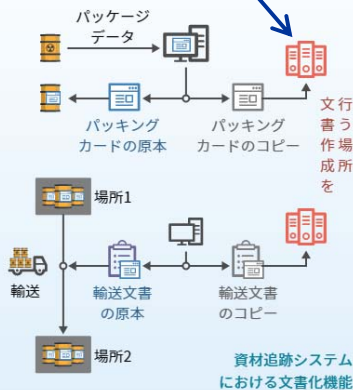 パッケージ
データ
パッキング
カードの原本
パッキング
カードのコピー
文書作成を
行う場所
場所1
輸送
輸送文書
の原本
輸送文書
のコピー
場所2
資材追跡システム
における文書化機能